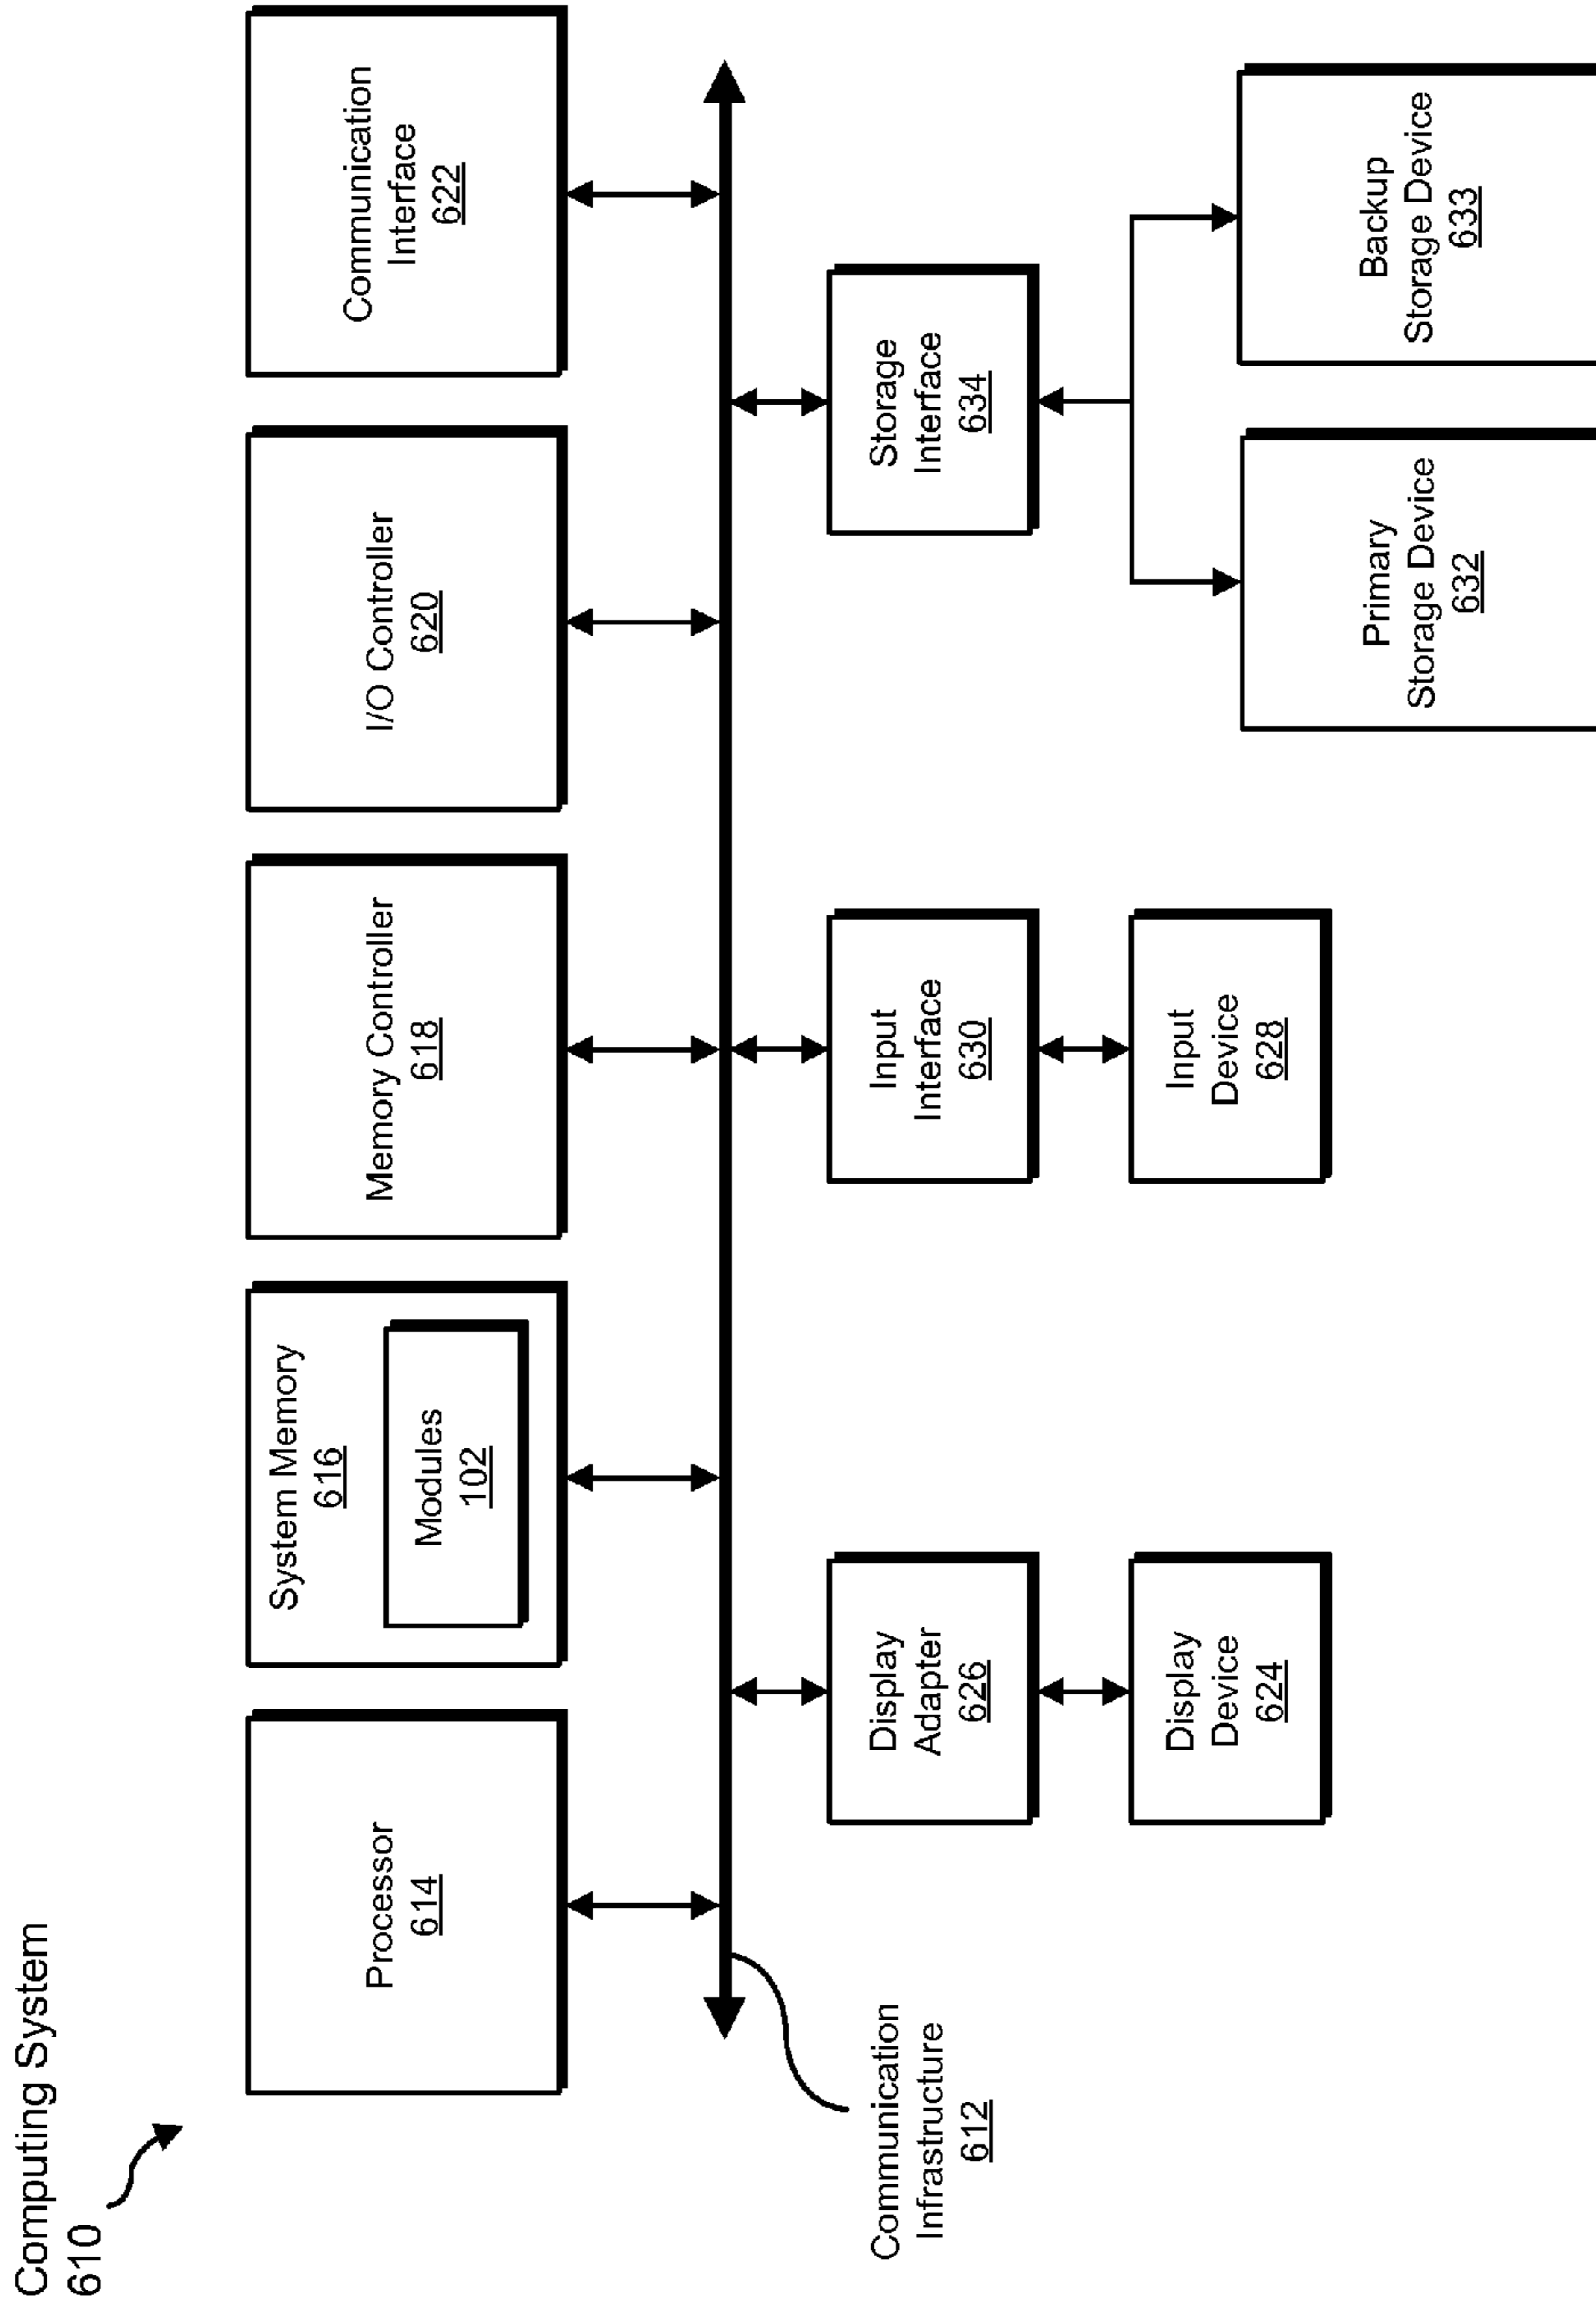 Computing System
610
Processor
614
System Memory
616
Modules
102
Memory Controller
618
I/O Controller
620
Communication
Interface
622
Communication
Infrastructure
612
Display
Adapter
626
Input
Interface
630
Storage
Interface
634
Display
Device
624
Input
Device
628
Primary
Storage Device
632
Backup
Storage Device
633